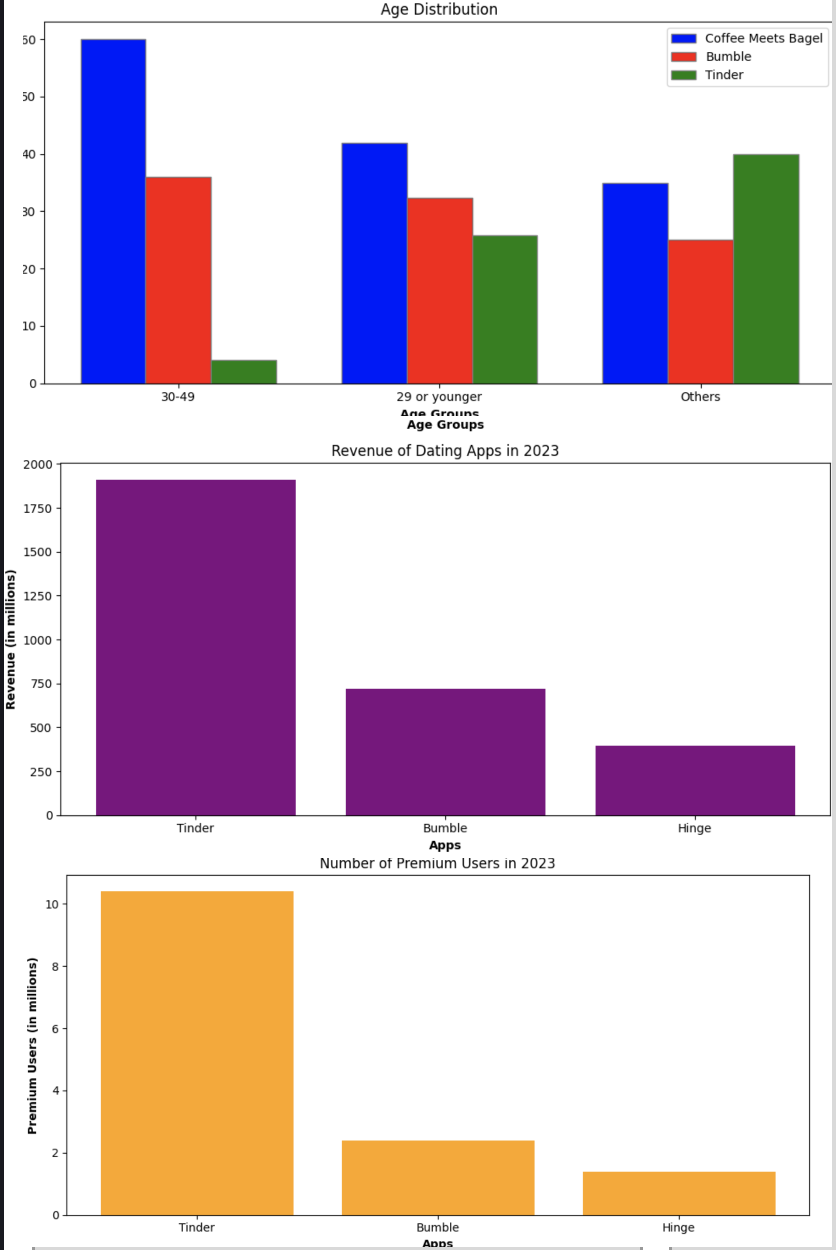 Age Distribution
60
50
40
30
20
10
0
Coffee Meets Bagel
Bumble
Tinder
30-49
29 or younger
Others
Age Groups
Age Groups
Revenue of Dating Apps in 2023
2000
1750
1500
1250
1000
750
500
250
0
Revenue (in millions)
Tinder
Bumble
Hinge
Apps
Number of Premium Users in 2023
10
8
6
4
2
0
Premium Users (in millions)
Tinder
Bumble
Hinge
Apps